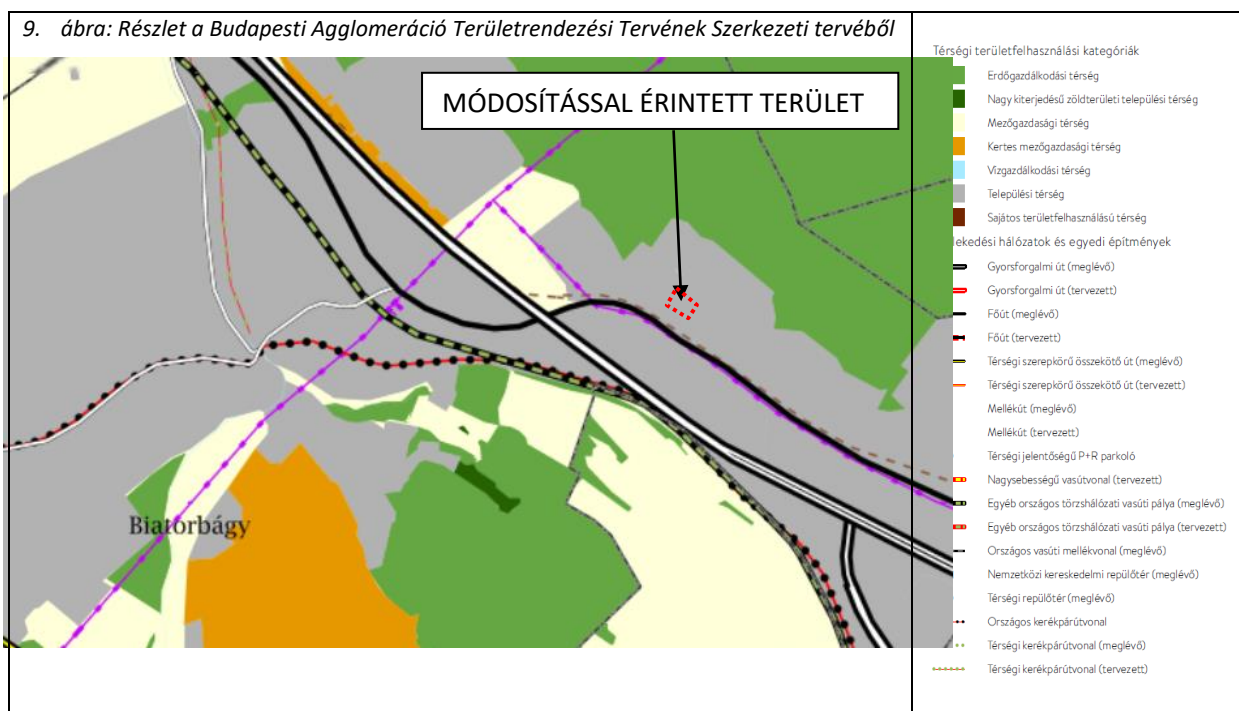 9. ábra: Részlet a Budapesti Agglomeráció Területrendezési Tervének Szerkezeti tervéből
MÓDOSÍTÁSSAL ÉRINTETT TERÜLET
Biatorbágy
Térségi területfelhasználási kategóriák
Erdőgazdálkodási térség
Nagy kiterjedésű zöldterületi települési térség
Mezőgazdasági térség
Kertes mezőgazdasági térség
Vízgazdálkodási térség
Települési térség
Sajátos területfelhasználású térség
lekedési hálózatok és egyedi építmények
Gyorsforgalmi út (meglévő)
Gyorsforgalmi út (tervezett)
Főút (meglévő)
Főút (tervezett)
Térségi szerepkörű összekötő út (meglévő)
Térségi szerepkörű összekötő út (tervezett)
Mellékút (meglévő)
Mellékút (tervezett)
Térségi jelentőségű P+R parkoló
Nagysebességű vasútvonal (tervezett)
Egyéb országos törzshálózati vasúti pálya (meglévő)
Egyéb országos törzshálózati vasúti pálya (tervezett)
Országos vasúti mellékvonal (meglévő)
Nemzetközi kereskedelmi repülőtér (meglévő)
Térségi repülőtér (meglévő)
Országos kerékpárútvonal
Térségi kerékpárútvonal (meglévő)
Térségi kerékpárútvonal (tervezett)